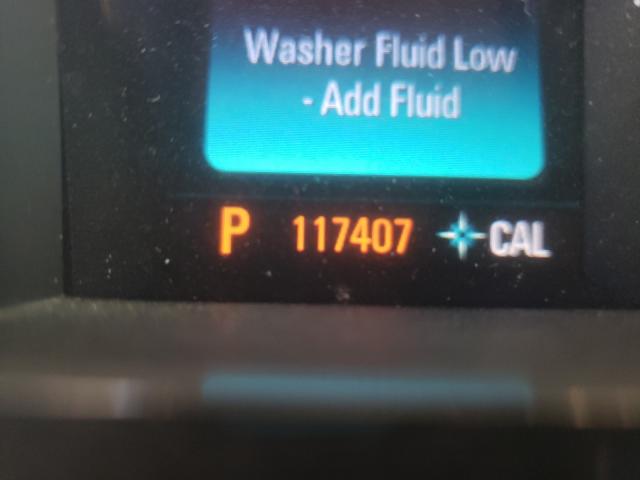 Washer Fluid Low
- Add Fluid
P 117407 CAL